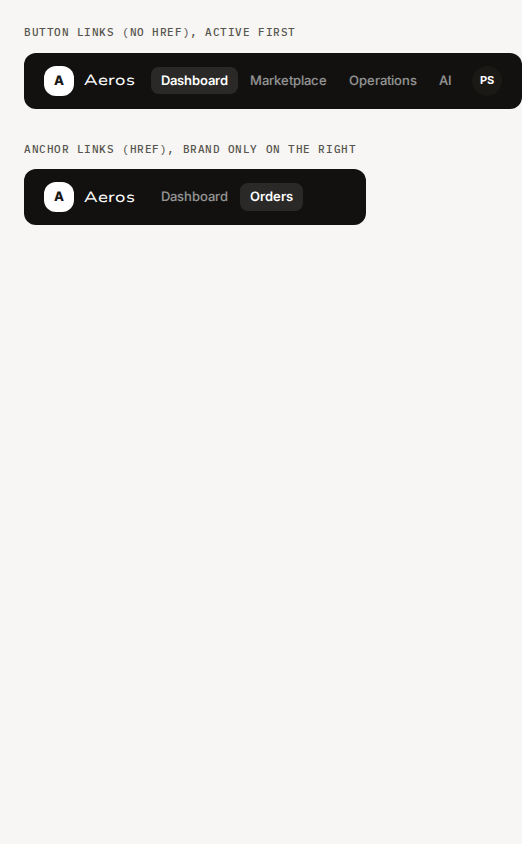 BUTTON LINKS (NO HREF), ACTIVE FIRST
A Aeros Dashboard Marketplace Operations AI PS
ANCHOR LINKS (HREF), BRAND ONLY ON THE RIGHT
A Aeros Dashboard Orders